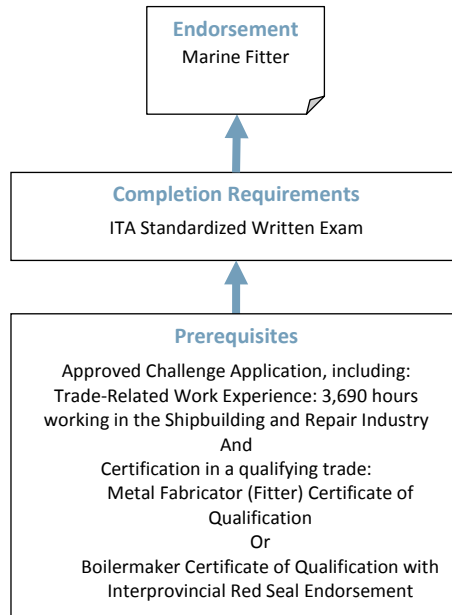 Endorsement
Marine Fitter
Completion Requirements
ITA Standardized Written Exam
Prerequisites
Approved Challenge Application, including:
Trade-Related Work Experience: 3,690 hours
working in the Shipbuilding and Repair Industry
And
Certification in a qualifying trade:
Metal Fabricator (Fitter) Certificate of
Qualification
Or
Boilermaker Certificate of Qualification with
Interprovincial Red Seal Endorsement